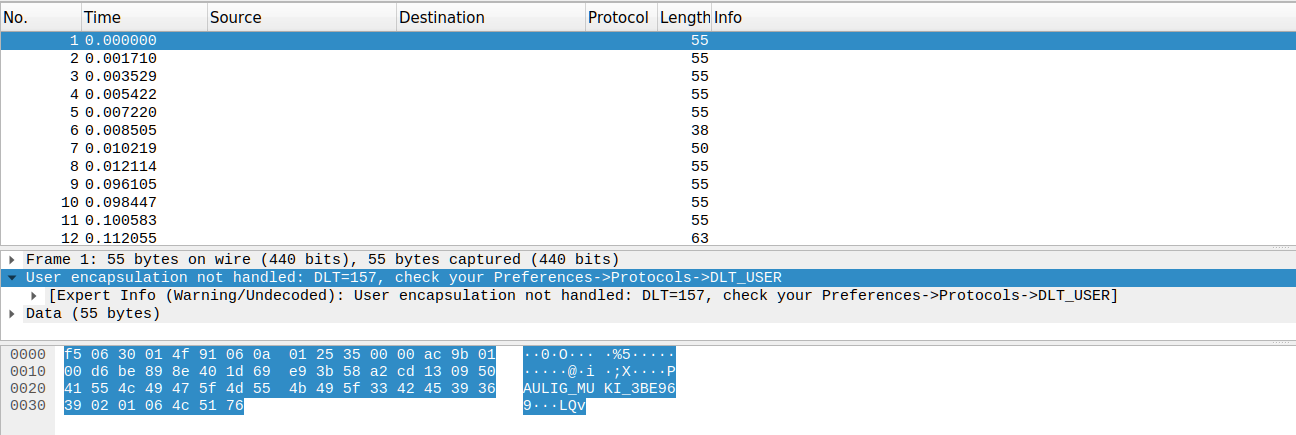 No. Time Source Destination Protocol Length Info
1 0.000000 55
2 0.001710 55
3 0.003529 55
4 0.005422 55
5 0.007220 55
6 0.008505 38
7 0.010219 50
8 0.012114 55
9 0.096105 55
10 0.098447 55
11 0.100583 55
12 0.112055 63
Frame 1: 55 bytes on wire (440 bits), 55 bytes captured (440 bits)
User encapsulation not handled: DLT=157, check your Preferences->Protocols->DLT_USER
[Expert Info (Warning/Undecoded): User encapsulation not handled: DLT=157, check your Preferences->Protocols->DLT_USER]
Data (55 bytes)
0000 f5 06 30 01 4f 91 06 0a 01 25 35 00 00 ac 9b 01 ··0·O··· ·%5·····
0010 00 d6 be 89 8e 40 1d 69 e9 3b 58 a2 cd 13 09 50 ·····@·i ·;X····P
0020 41 55 4c 49 47 5f 4d 55 4b 49 5f 33 42 45 39 36 AULIG_MU KI_3BE96
0030 39 02 01 06 4c 51 76 9···LQv